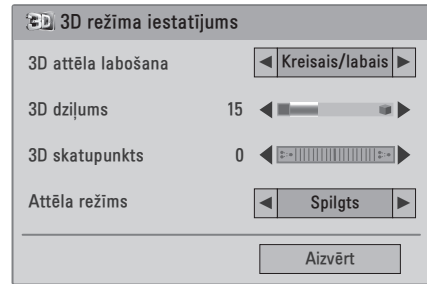 3D 3D režīma iestatījums
3D attēla labošana Kreisais/labais
3D dziļums 15
3D skatupunkts 0
Attēla režīms Spilgts
Aizvērt